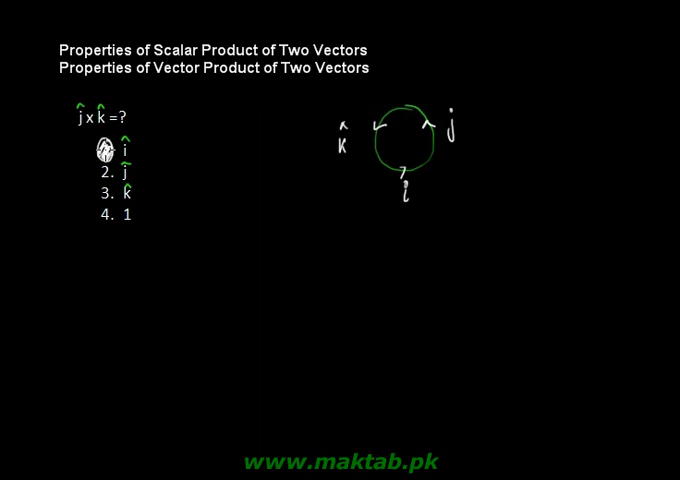 Properties of Scalar Product of Two Vectors
Properties of Vector Product of Two Vectors
ĵ x k̂ = ?
î
2. ĵ
3. k̂
4. 1
k̂
j
i
www.maktab.pk